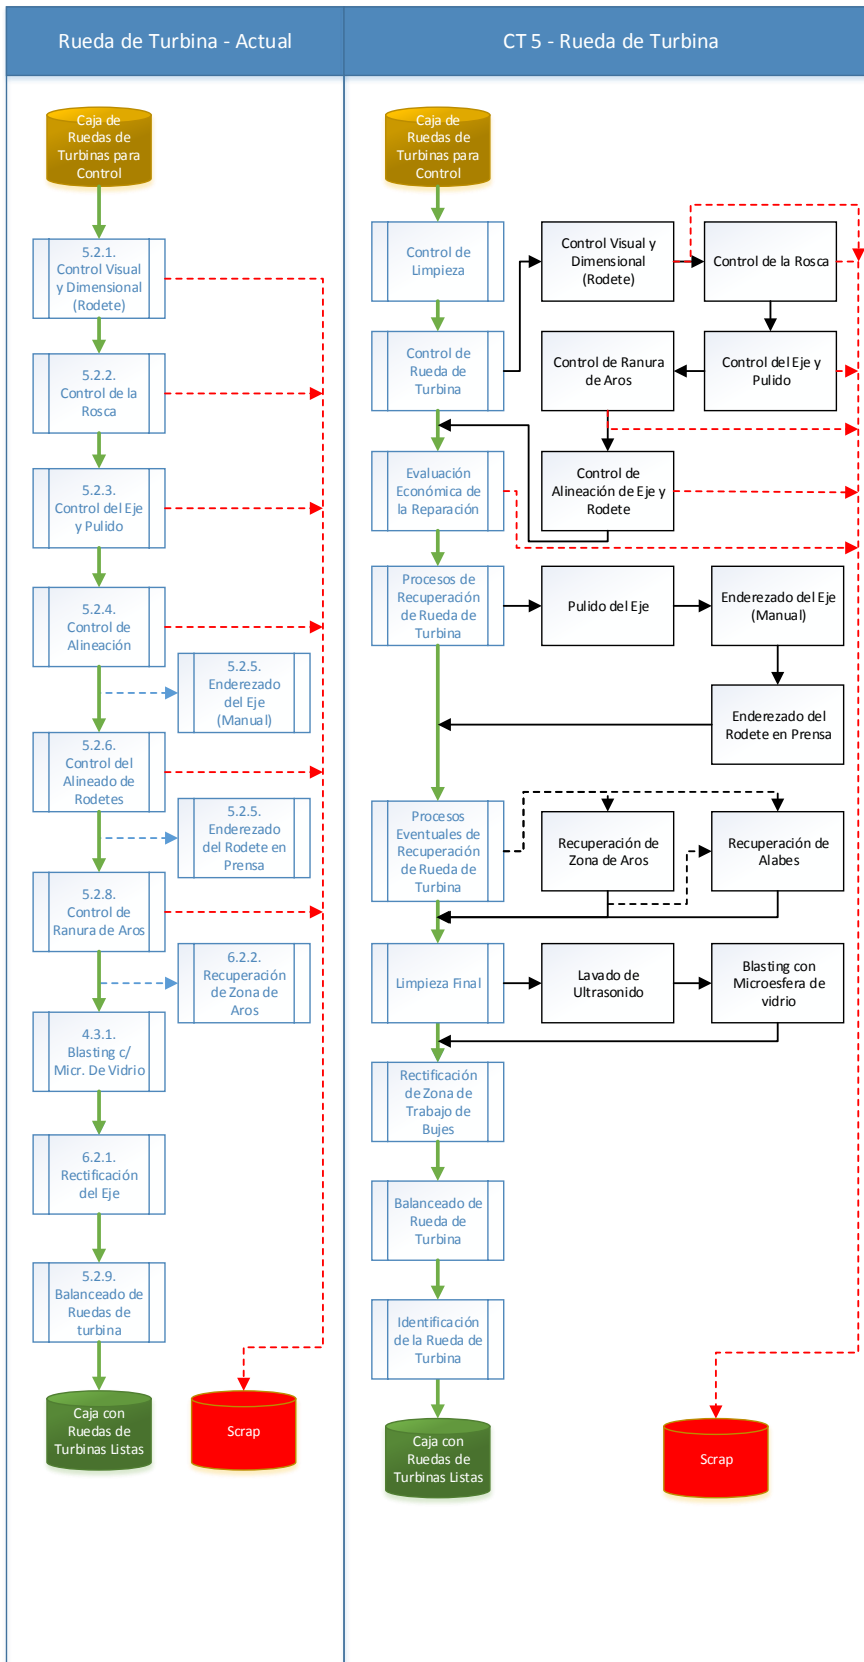 Rueda de Turbina - Actual
Caja de
Ruedas de
Turbinas para
Control
5.2.1.
Control Visual
y Dimensional
(Rodete)
5.2.2.
Control de la
Rosca
5.2.3.
Control del Eje
y Pulido
5.2.4.
Control de
Alineación
5.2.5.
Enderezado
del Eje
(Manual)
5.2.6.
Control del
Alineado de
Rodetes
5.2.5.
Enderezado
del Rodete en
Prensa
5.2.8.
Control de
Ranura de Aros
6.2.2.
Recuperación
de Zona de
Aros
4.3.1.
Blasting c/
Micr. De Vidrio
6.2.1.
Rectificación
del Eje
5.2.9.
Balanceado de
Ruedas de
turbina
Caja con
Ruedas de
Turbinas Listas
Scrap
CT 5 - Rueda de Turbina
Caja de
Ruedas de
Turbinas para
Control
Control de
Limpieza
Control Visual y
Dimensional
(Rodete)
Control de la Rosca
Control de
Rueda de
Turbina
Control de Ranura
de Aros
Control del Eje y
Pulido
Evaluación
Económica de
la Reparación
Control de
Alineación de Eje y
Rodete
Procesos de
Recuperación
de Rueda de
Turbina
Pulido del Eje
Enderezado del Eje
(Manual)
Enderezado del
Rodete en Prensa
Procesos
Eventuales de
Recuperación
de Rueda de
Turbina
Recuperación de
Zona de Aros
Recuperación de
Alabes
Limpieza Final
Lavado de
Ultrasonido
Blasting con
Microesfera de
vidrio
Rectificación
de Zona de
Trabajo de
Bujes
Balanceado de
Rueda de
Turbina
Identificación
de la Rueda de
Turbina
Caja con
Ruedas de
Turbinas Listas
Scrap